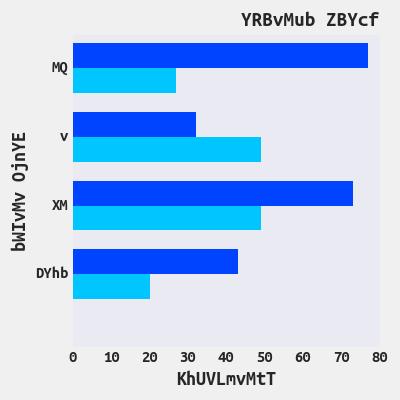 YRBvMub ZBYcf
bWIvMv OjnYE
MQ
v
XM
DYhb
0 10 20 30 40 50 60 70 80
KhUVLmvMtT